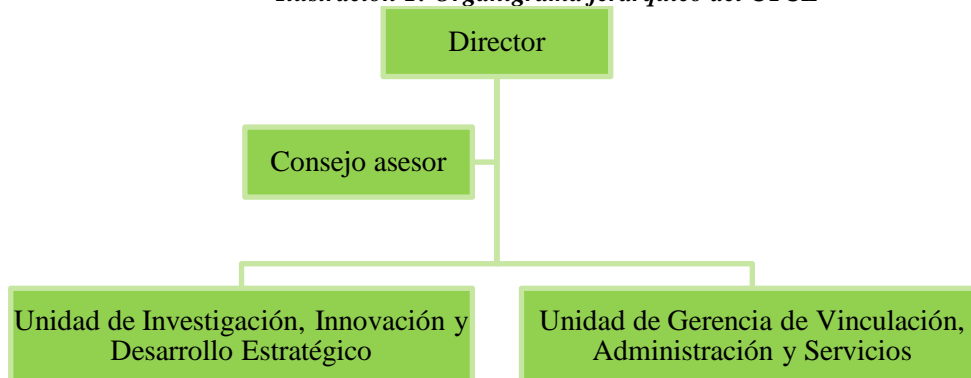 Director
Consejo asesor
Unidad de Investigación, Innovación y
Desarrollo Estratégico
Unidad de Gerencia de Vinculación,
Administración y Servicios